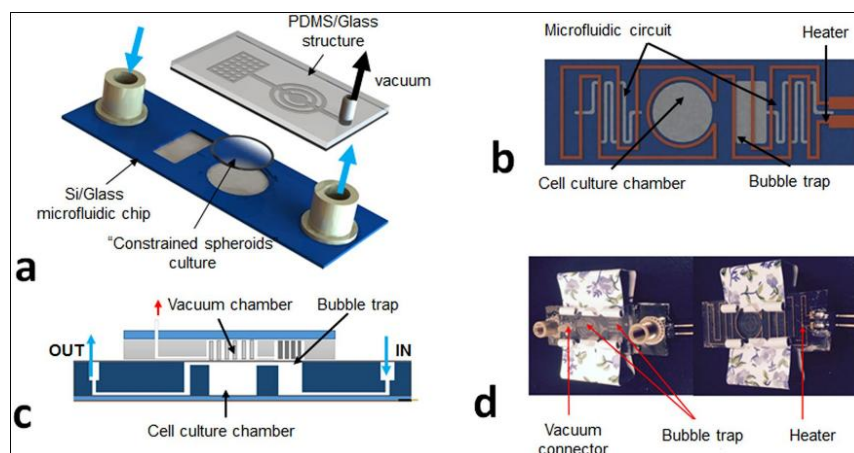 PDMS/Glass
structure
vacuum
Si/Glass
microfluidic chip
“Constrained spheroids”
culture
a
Microfluidic circuit
Heater
b
Cell culture chamber
Bubble trap
Vacuum chamber
Bubble trap
OUT
IN
c
Cell culture chamber
d
Vacuum
connector
Bubble trap
Heater